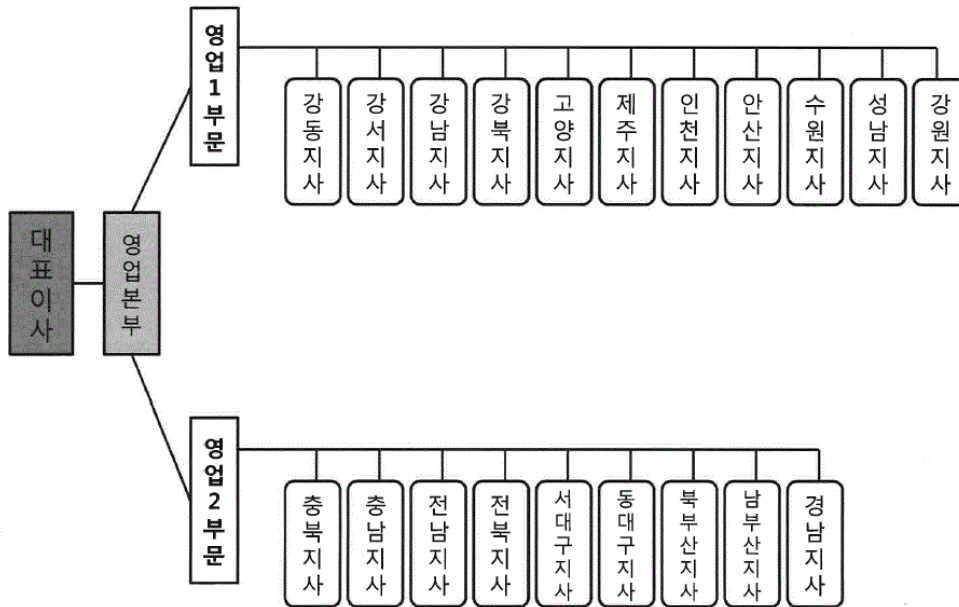 영업1부문
강동지사
강서지사
강남지사
강북지사
고양지사
제주지사
인천지사
안산지사
수원지사
성남지사
강원지사
대표이사
영업본부
영업2부문
충북지사
충남지사
전남지사
전북지사
서대구지사
동대구지사
북부산지사
남부산지사
경남지사